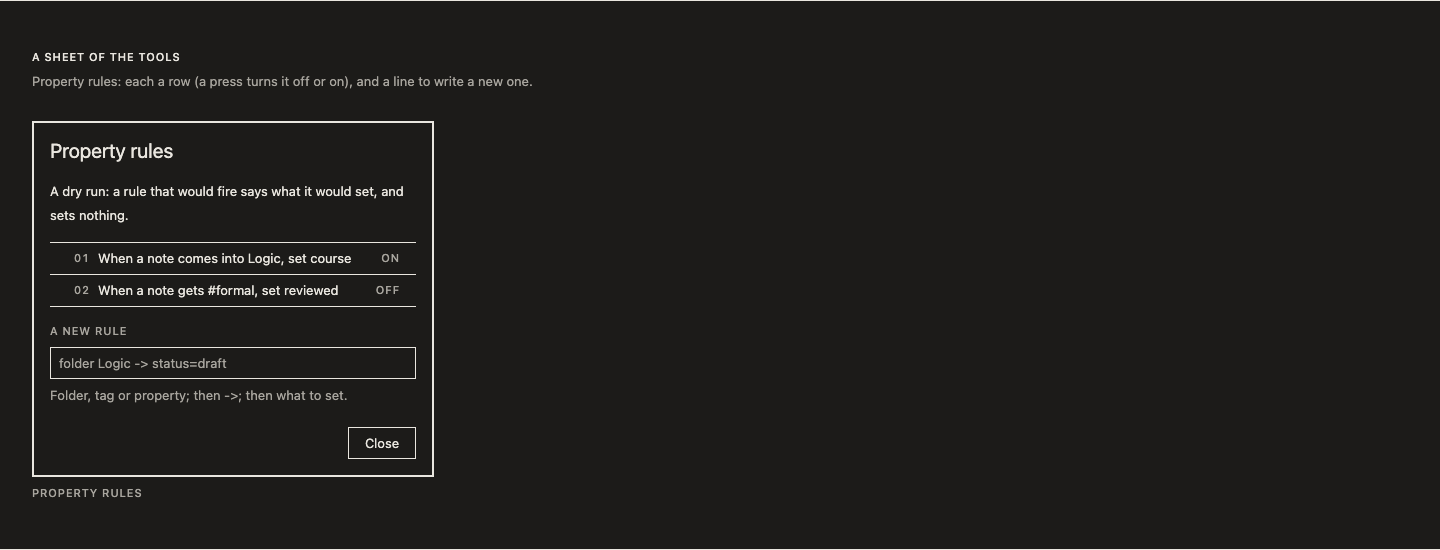 A SHEET OF THE TOOLS
Property rules: each a row (a press turns it off or on), and a line to write a new one.
Property rules
A dry run: a rule that would fire says what it would set, and
sets nothing.
01 When a note comes into Logic, set course ON
02 When a note gets #formal, set reviewed OFF
A NEW RULE
folder Logic -> status=draft
Folder, tag or property; then ->; then what to set.
Close
PROPERTY RULES